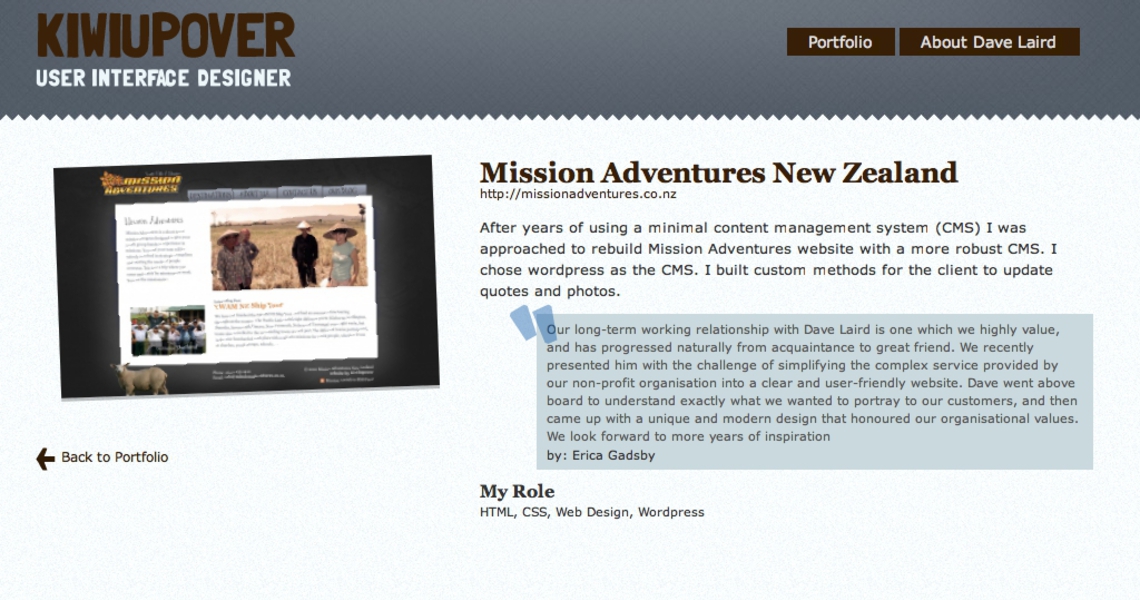 KIWIUPOVER
USER INTERFACE DESIGNER
Portfolio
About Dave Laird
MISSION
ADVENTURES
Mission Adventures New Zealand
http://missionadventures.co.nz
After years of using a minimal content management system (CMS) I was
approached to rebuild Mission Adventures website with a more robust CMS. I
chose wordpress as the CMS. I built custom methods for the client to update
quotes and photos.
Our long-term working relationship with Dave Laird is one which we highly value,
and has progressed naturally from acquaintance to great friend. We recently
presented him with the challenge of simplifying the complex service provided by
our non-profit organisation into a clear and user-friendly website. Dave went above
board to understand exactly what we wanted to portray to our customers, and then
came up with a unique and modern design that honoured our organisational values.
We look forward to more years of inspiration
by: Erica Gadsby
Back to Portfolio
My Role
HTML, CSS, Web Design, Wordpress